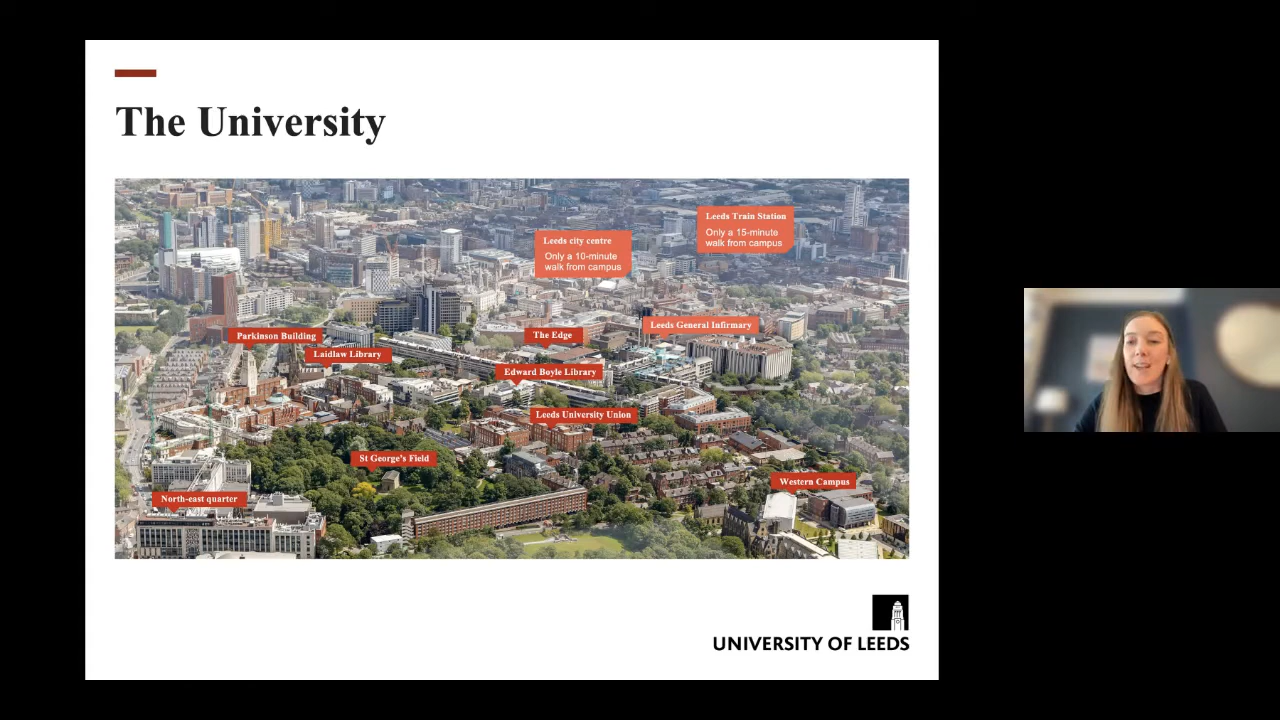 The University
Leeds Train Station
Only a 15-minute
walk from campus
Leeds city centre
Only a 10-minute
walk from campus
Leeds General Infirmary
Parkinson Building
The Edge
Laidlaw Library
Edward Boyle Library
Leeds University Union
St George's Field
Western Campus
North-east quarter
UNIVERSITY OF LEEDS